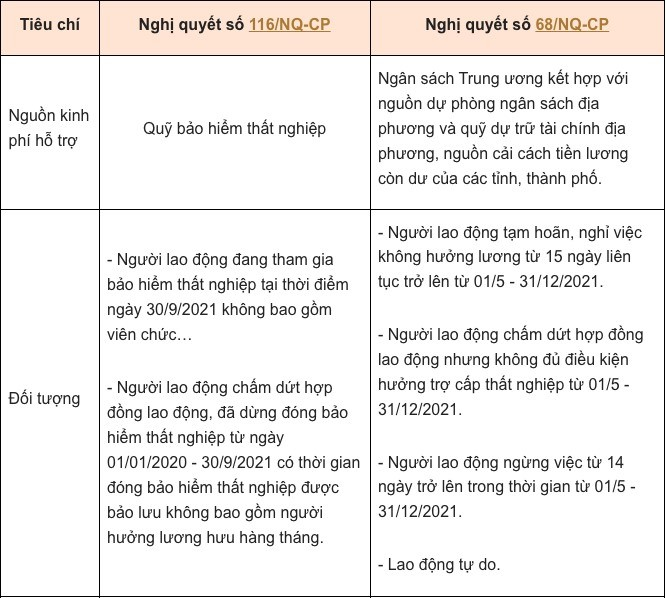 Tiêu chí
Nghị quyết số 116/NQ-CP
Nghị quyết số 68/NQ-CP
Nguồn kinh
phí hỗ trợ
Quỹ bảo hiểm thất nghiệp
Ngân sách Trung ương kết hợp với
nguồn dự phòng ngân sách địa
phương và quỹ dự trữ tài chính địa
phương, nguồn cải cách tiền lương
còn dư của các tỉnh, thành phố.
Đối tượng
- Người lao động đang tham gia
bảo hiểm thất nghiệp tại thời điểm
ngày 30/9/2021 không bao gồm
viên chức…
- Người lao động chấm dứt hợp
đồng lao động, đã dừng đóng bảo
hiểm thất nghiệp từ ngày
01/01/2020 - 30/9/2021 có thời gian
đóng bảo hiểm thất nghiệp được
bảo lưu không bao gồm người
hưởng lương hưu hàng tháng.
- Người lao động tạm hoãn, nghỉ việc
không hưởng lương từ 15 ngày liên
tục trở lên từ 01/5 - 31/12/2021.
- Người lao động chấm dứt hợp đồng
lao động nhưng không đủ điều kiện
hưởng trợ cấp thất nghiệp từ 01/5 -
31/12/2021.
- Người lao động ngừng việc từ 14
ngày trở lên trong thời gian từ 01/5 -
31/12/2021.
- Lao động tự do.